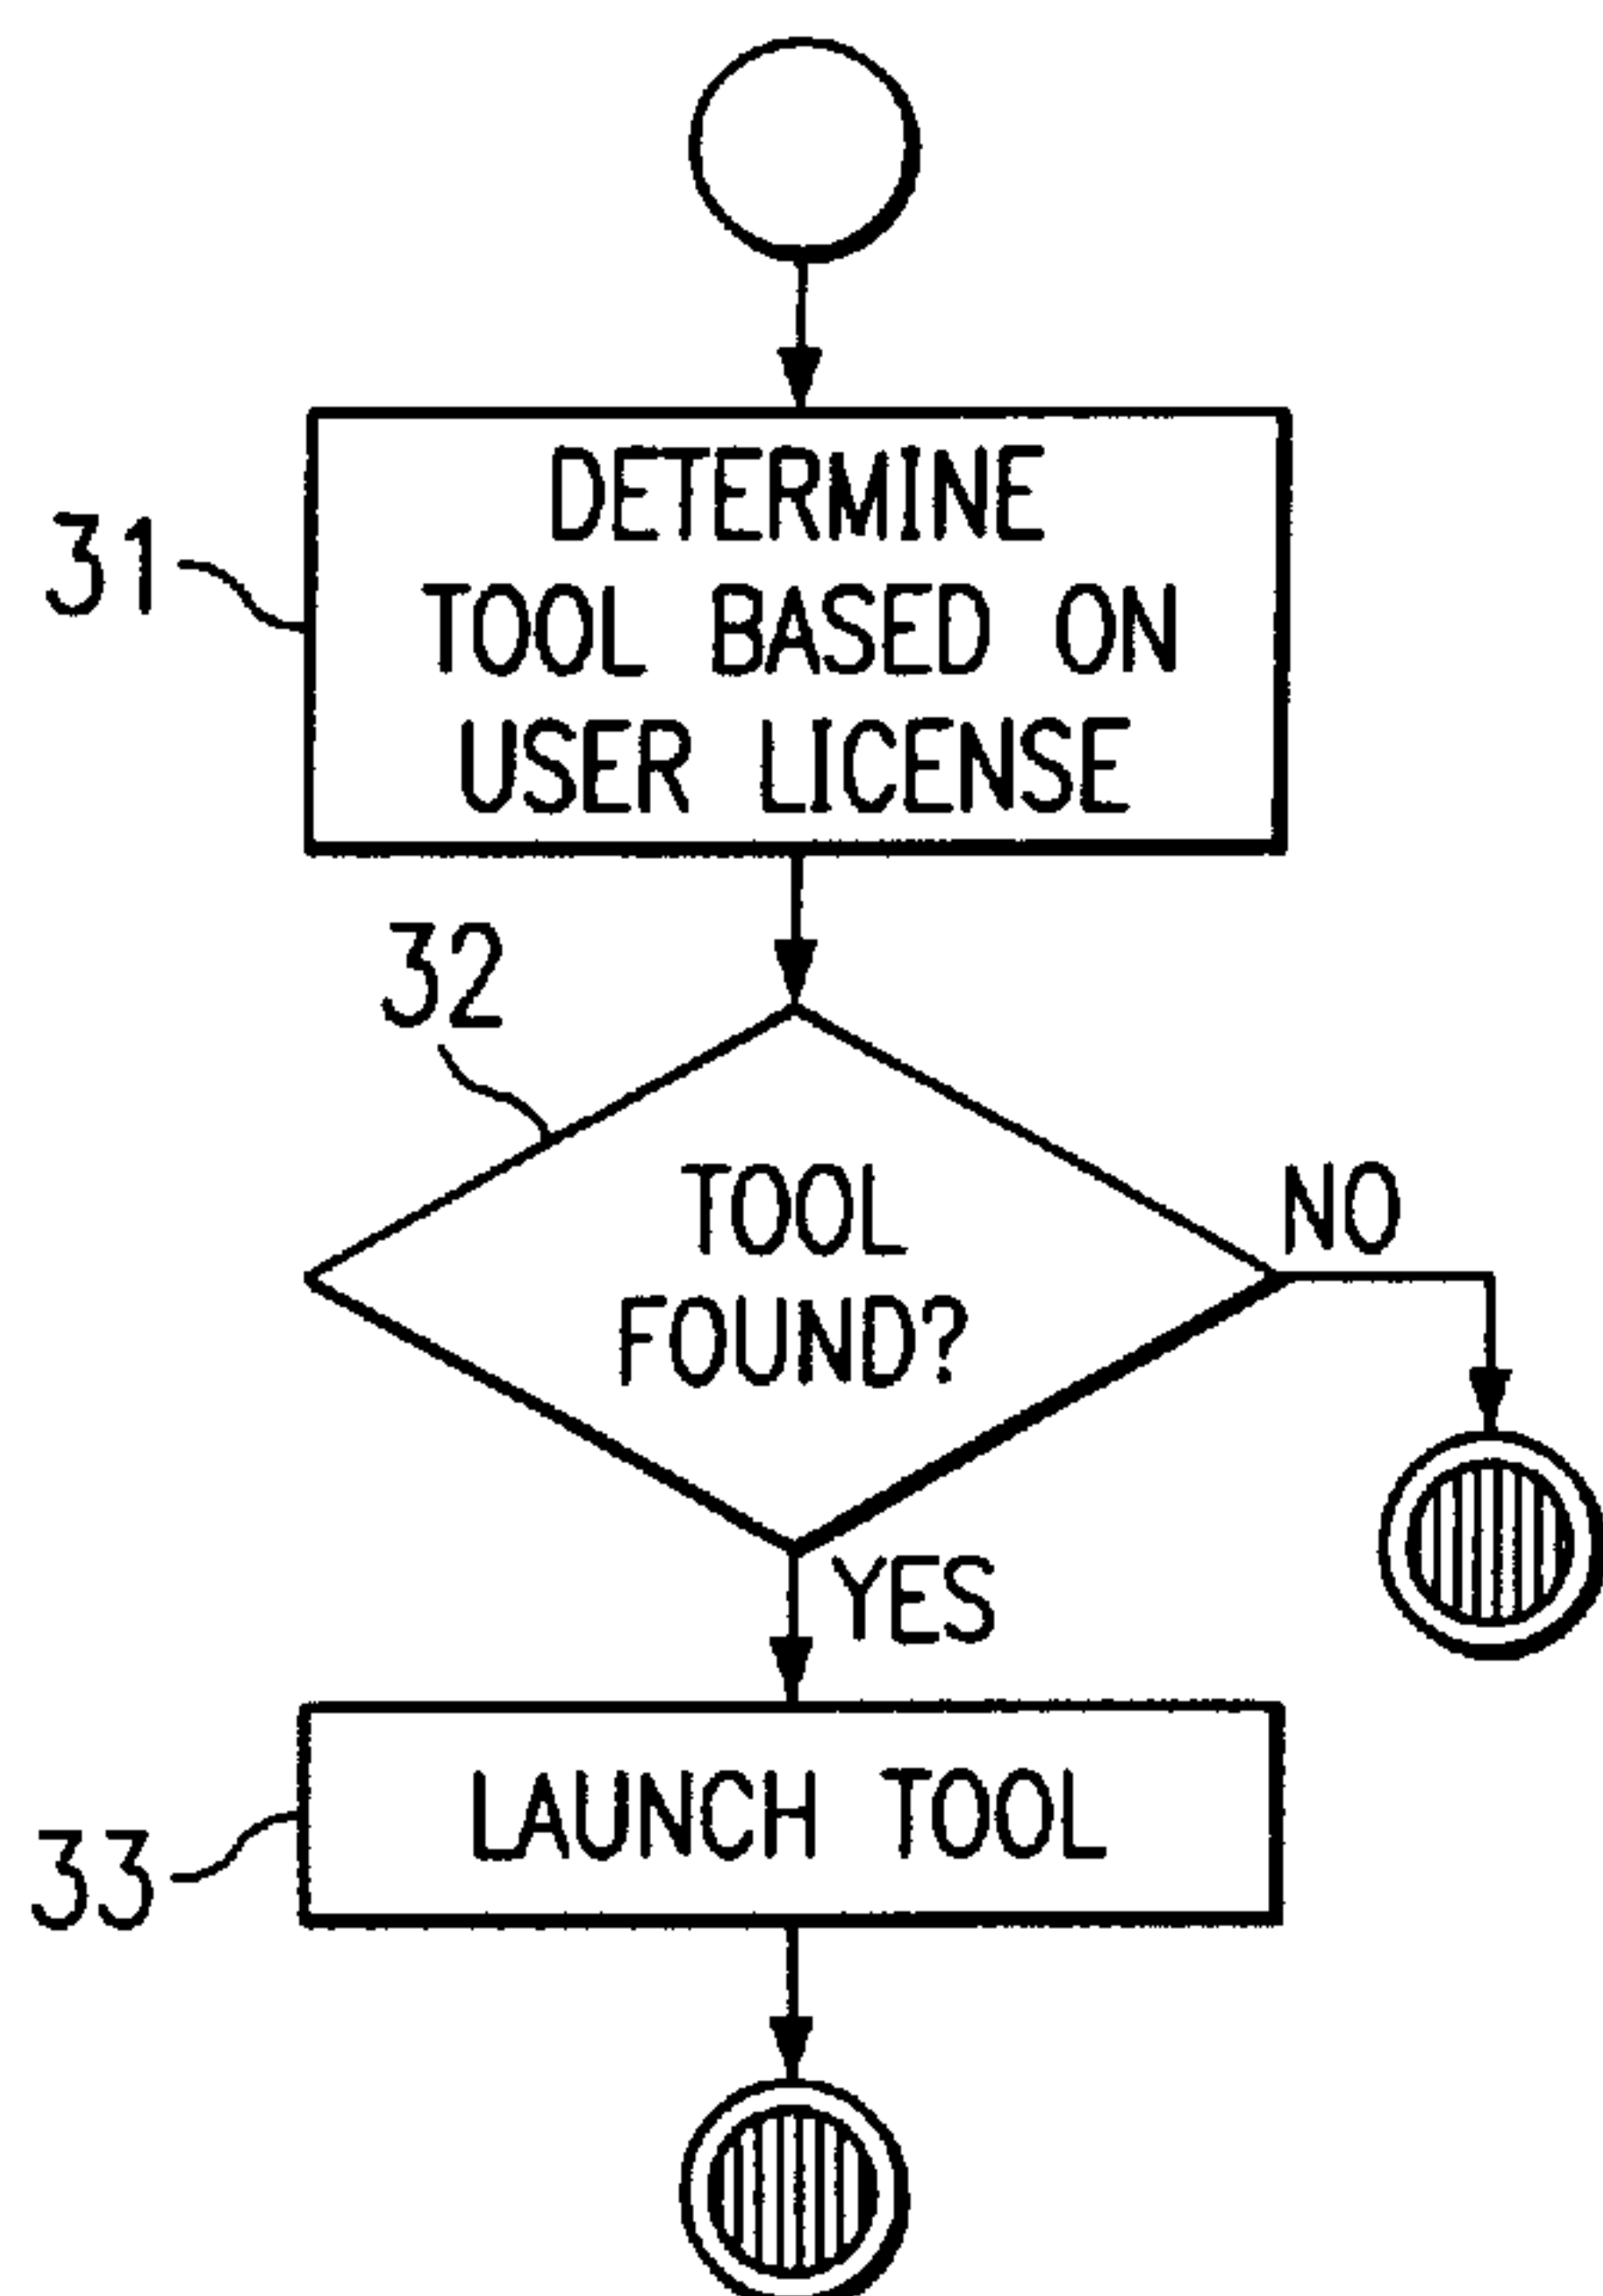 DETERMINE
TOOL BASED ON
USER LICENSE
31
32
TOOL
FOUND?
NO
YES
LAUNCH TOOL
33